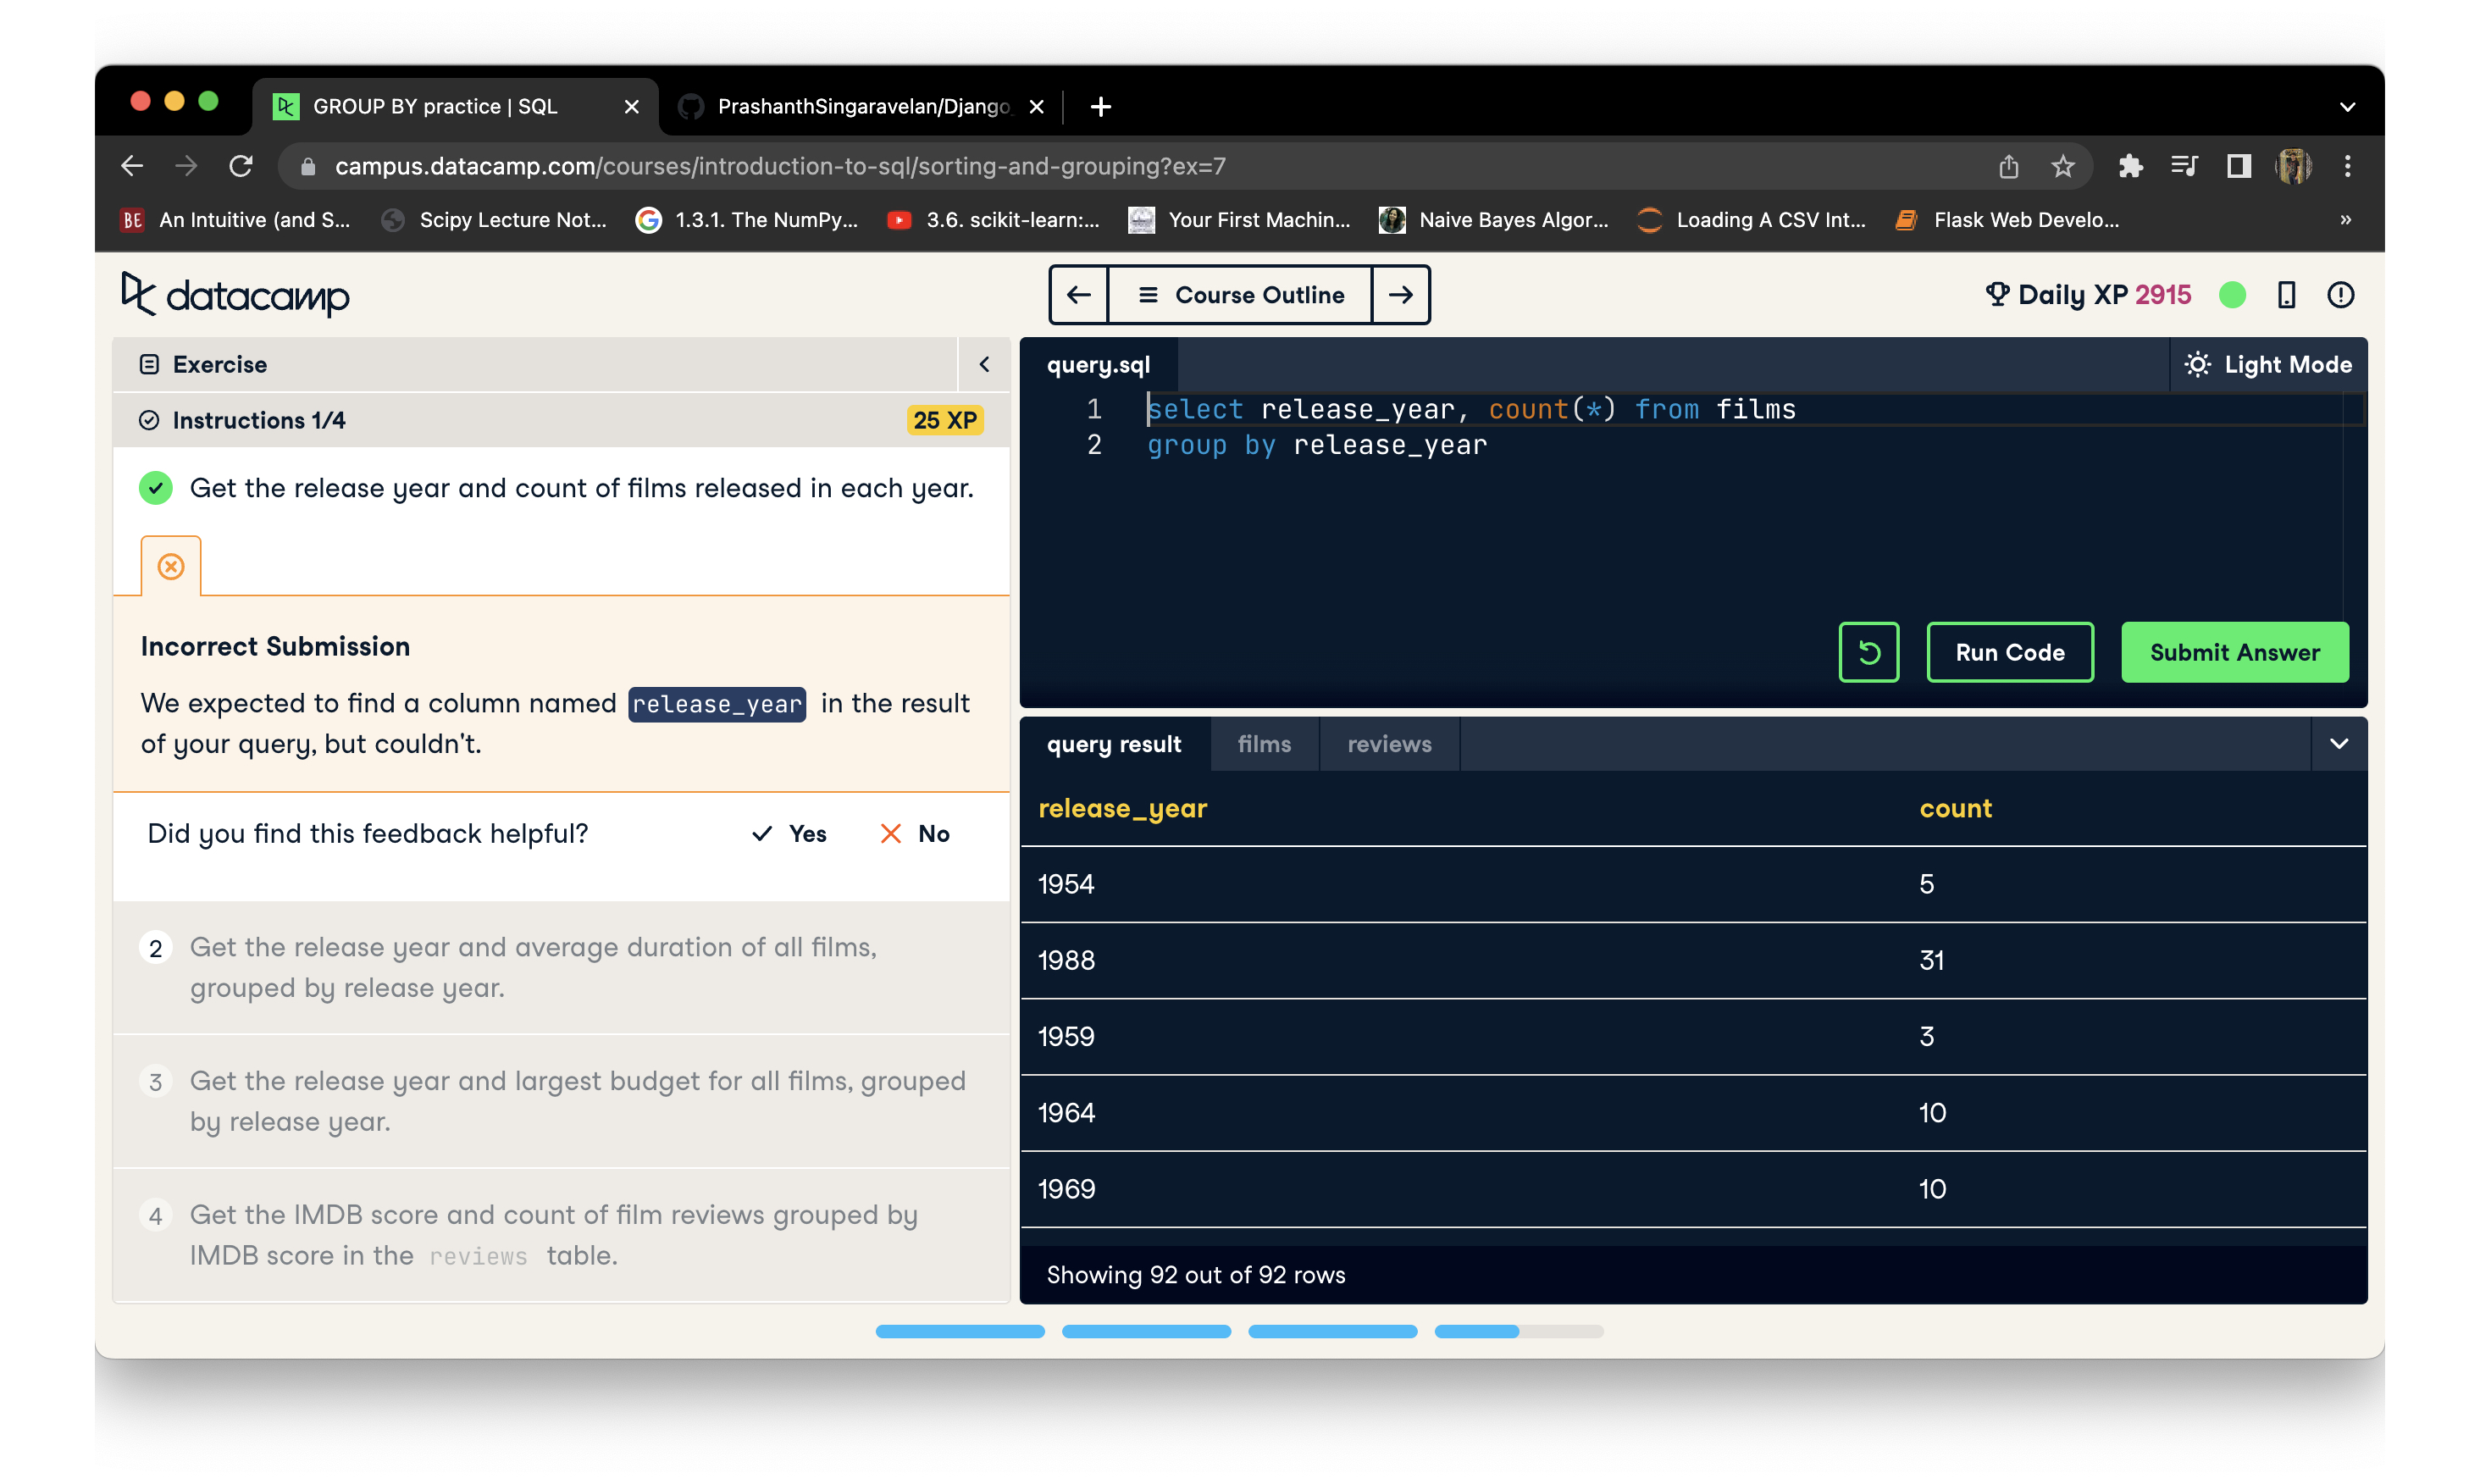 GROUP BY practice | SQL
PrashanthSingaravelan/Django
campus.datacamp.com/courses/introduction-to-sql/sorting-and-grouping?ex=7
BE An Intuitive (and S...
Scipy Lecture Not...
1.3.1. The NumPy...
3.6. scikit-learn:...
Your First Machin...
Naive Bayes Algor...
Loading A CSV Int...
Flask Web Develo...
»
datacamp
Course Outline
Daily XP 2915
Exercise
Instructions 1/4
25 XP
Get the release year and count of films released in each year.
Incorrect Submission
We expected to find a column named release_year in the result
of your query, but couldn't.
Did you find this feedback helpful?
Yes
No
2 Get the release year and average duration of all films,
grouped by release year.
3 Get the release year and largest budget for all films, grouped
by release year.
4 Get the IMDB score and count of film reviews grouped by
IMDB score in the reviews table.
query.sql
Light Mode
1 select release_year, count(*) from films
2 group by release_year
Run Code
Submit Answer
query result
films
reviews
release_year count
1954 5
1988 31
1959 3
1964 10
1969 10
Showing 92 out of 92 rows